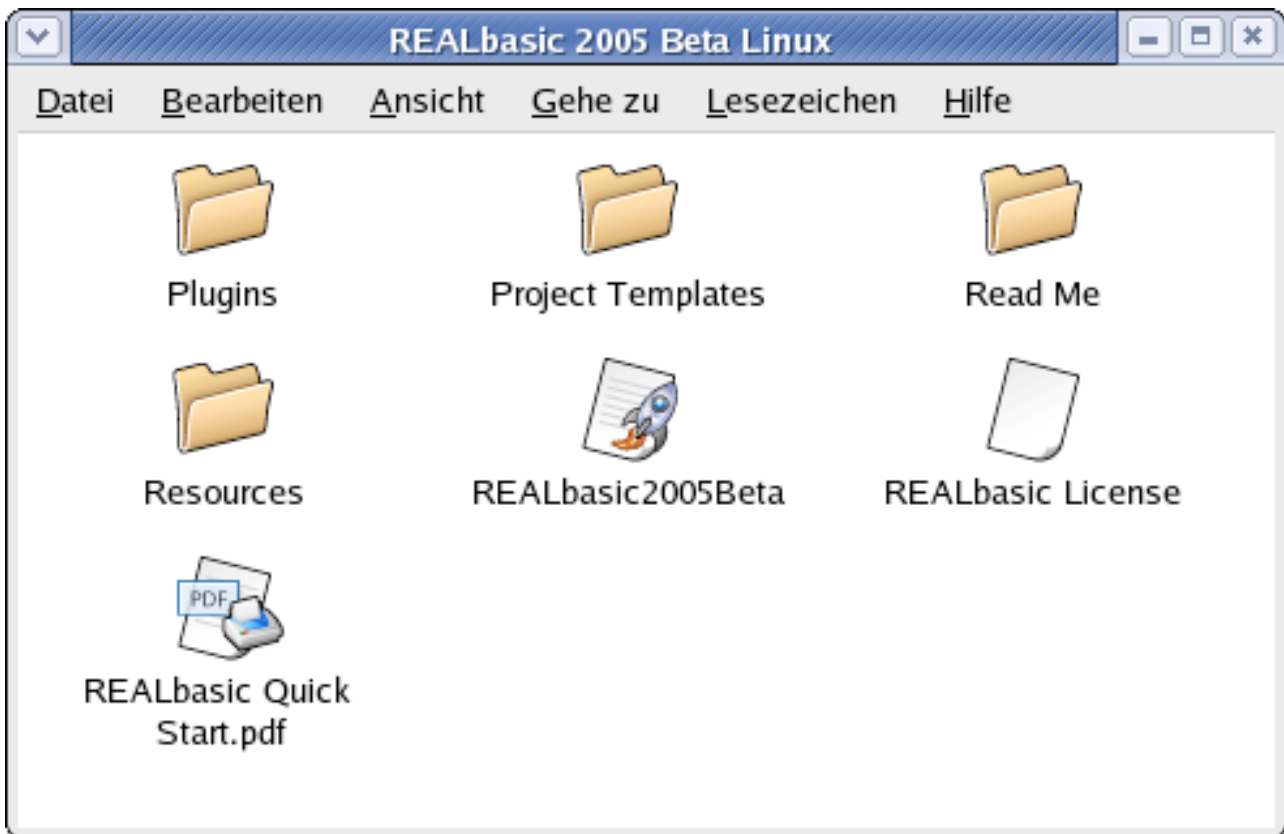 REALbasic 2005 Beta Linux
Datei Bearbeiten Ansicht Gehe zu Lesezeichen Hilfe
Plugins Project Templates Read Me
Resources REALbasic2005Beta REALbasic License
PDF
REALbasic Quick
Start.pdf